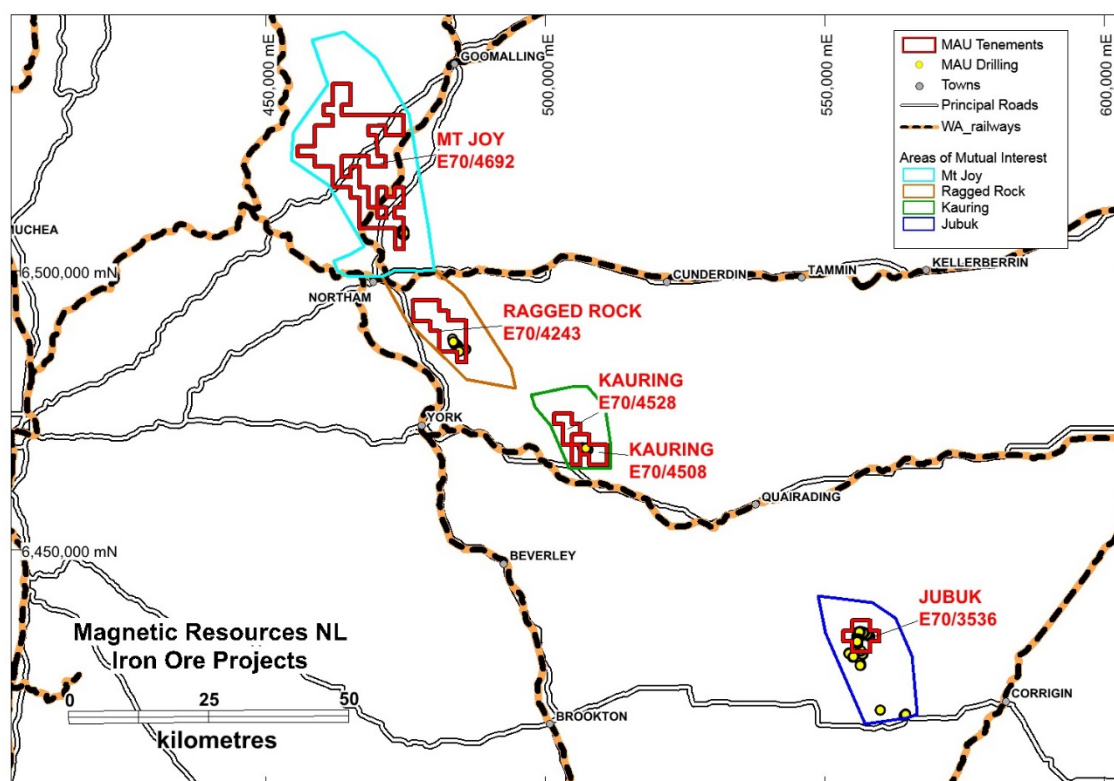 450,000 mE
500,000 mE
550,000 mE
600,000 mE
GOOMALLING
MAU Tenements
MAU Drilling
Towns
Principal Roads
WA_railways
Areas of Mutual Interest
Mt Joy
Ragged Rock
Kauring
Jubuk
MT JOY
E70/4692
MUCHEA
6,500,000 mN
NORTHAM
CUNDERDIN
TAMMIN
KELLERBERRIN
RAGGED ROCK
E70/4243
KAURING
E70/4528
YORK
KAURING
E70/4508
QUAIRADING
6,450,000 mN
BEVERLEY
JUBUK
E70/3536
Magnetic Resources NL
Iron Ore Projects
0 25 50
kilometres
BROOKTON
CORRIGIN